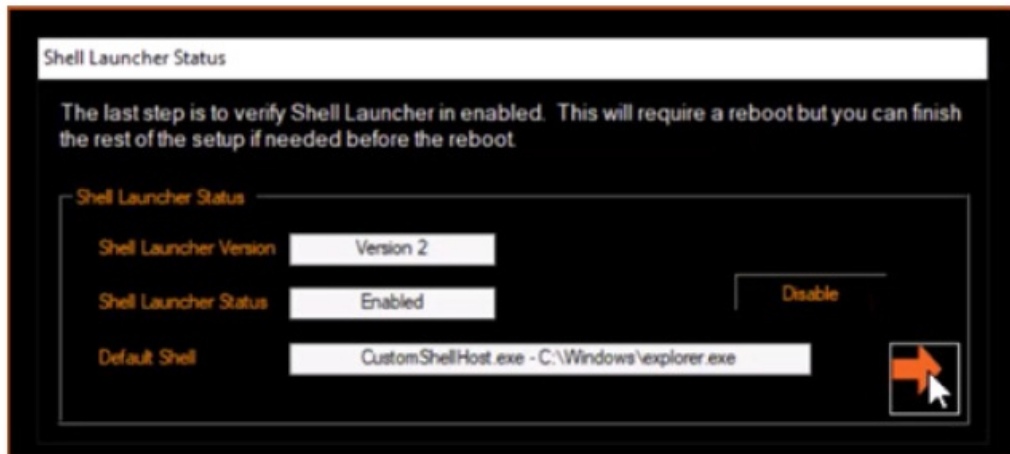 Shell Launcher Status
The last step is to verify Shell Launcher in enabled. This will require a reboot but you can finish
the rest of the setup if needed before the reboot.
Shell Launcher Status
Shell Launcher Version Version 2
Shell Launcher Status Enabled
Disable
Default Shell CustomShellHost.exe - C:\Windows\explorer.exe